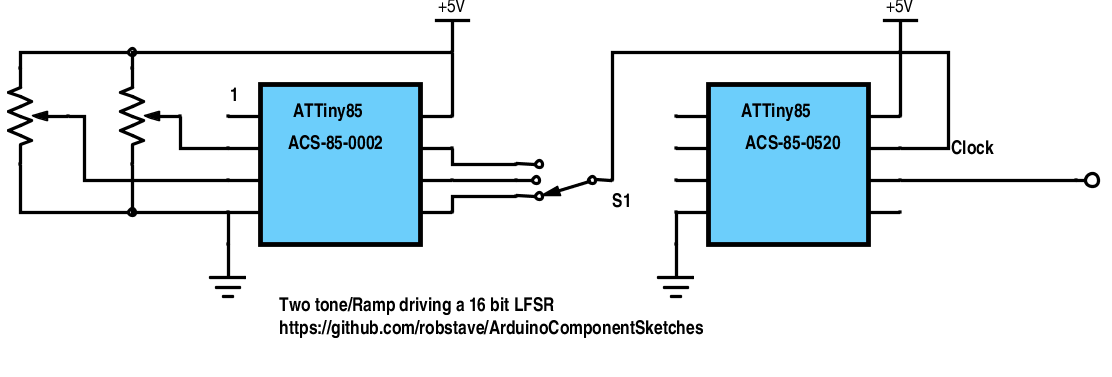 +5V
+5V
1
ATTiny85
ACS-85-0002
ATTiny85
ACS-85-0520
Clock
S1
Two tone/Ramp driving a 16 bit LFSR
https://github.com/robstave/ArduinoComponentSketches